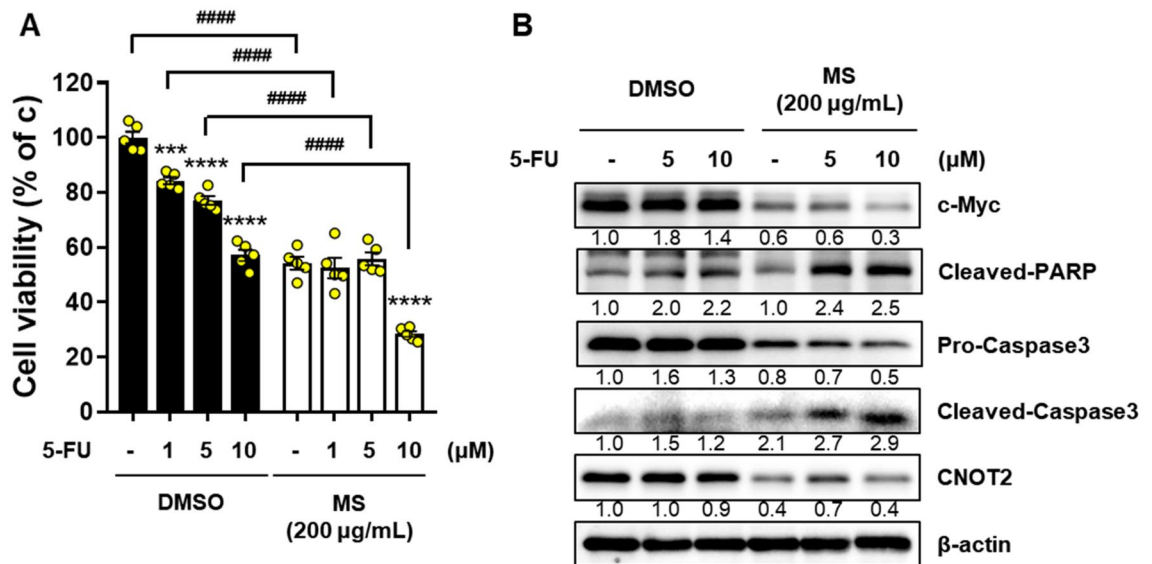 A
####
####
####
####
Cell viability (% of c)
120
100
80
60
40
20
0
***
****
****
****
5-FU - 1 5 10 - 1 5 10 (μM)
DMSO MS
(200 μg/mL)
B
DMSO MS
(200 μg/mL)
5-FU - 5 10 - 5 10 (μM)
c-Myc
1.0 1.8 1.4 0.6 0.6 0.3
Cleaved-PARP
1.0 2.0 2.2 1.0 2.4 2.5
Pro-Caspase3
1.0 1.6 1.3 0.8 0.7 0.5
Cleaved-Caspase3
1.0 1.5 1.2 2.1 2.7 2.9
CNOT2
1.0 1.0 0.9 0.4 0.7 0.4
β-actin